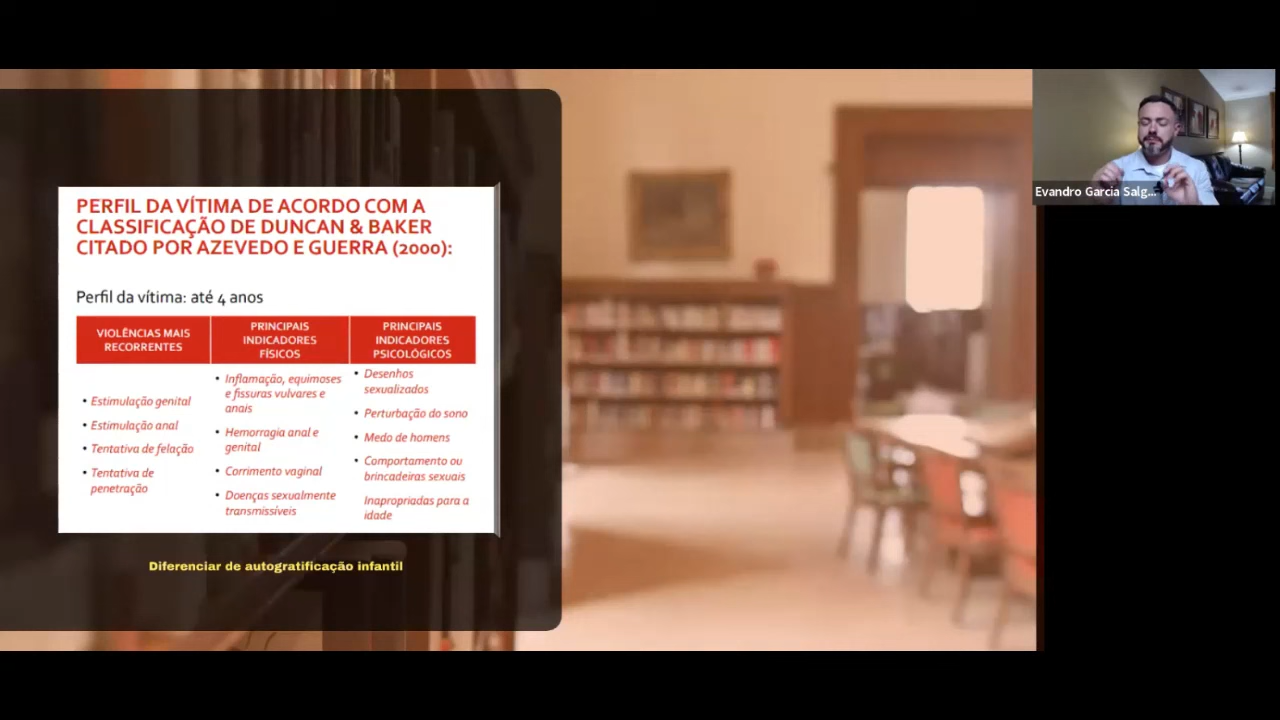 Evandro Garcia Salg...
PERFIL DA VÍTIMA DE ACORDO COM A
CLASSIFICAÇÃO DE DUNCAN & BAKER
CITADO POR AZEVEDO E GUERRA (2000):
Perfil da vítima: até 4 anos
VIOLÊNCIAS MAIS
RECORRENTES
• Estimulação genital
• Estimulação anal
• Tentativa de felação
• Tentativa de
penetração
PRINCIPAIS
INDICADORES
FÍSICOS
• Inflamação, equimoses
e fissuras vulvares e
anais
• Hemorragia anal e
genital
• Corrimento vaginal
• Doenças sexualmente
transmissíveis
PRINCIPAIS
INDICADORES
PSICOLÓGICOS
• Desenhos
sexualizados
• Perturbação do sono
• Medo de homens
• Comportamento ou
brincadeiras sexuais
Inapropriadas para a
idade
Diferenciar de autogratificação infantil